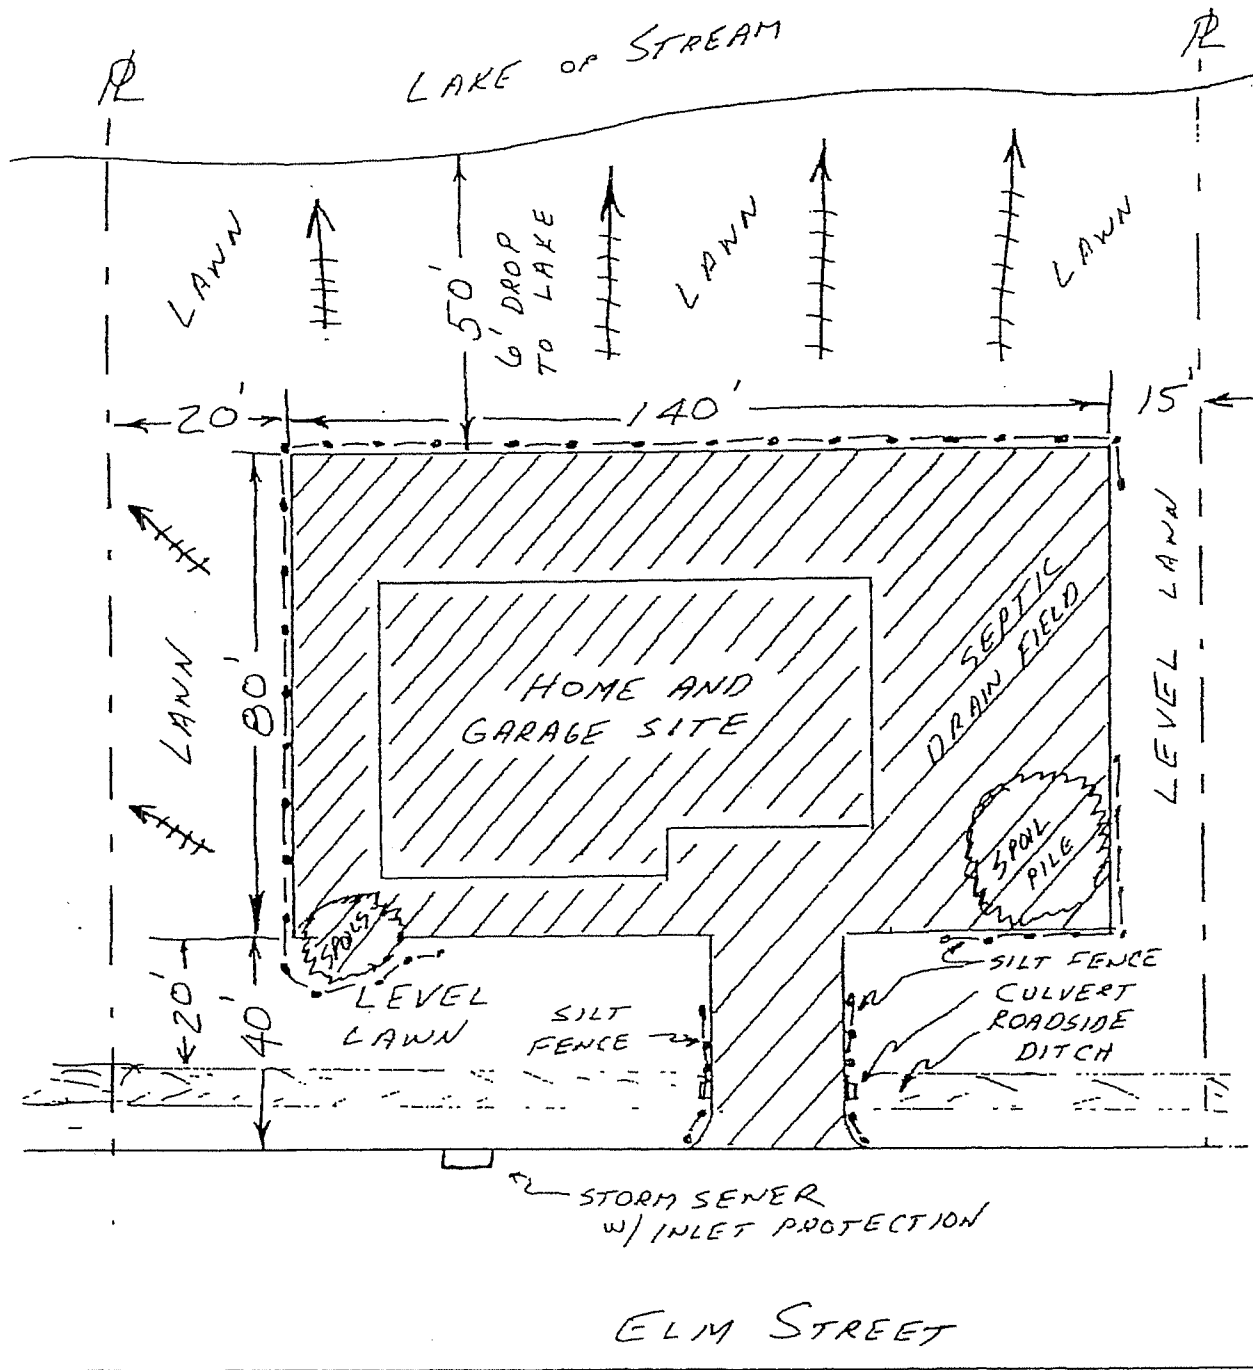 LAKE OR STREAM
PL
PL
LAWN
50'
6' DROP
TO LAKE
LAWN
LAWN
20'
140'
15'
LAWN
80'
HOME AND
GARAGE SITE
SEPTIC
DRAIN FIELD
LEVEL LAWN
SPOIL
PILE
SPOILS
20'
40'
LEVEL
LAWN
SILT
FENCE
SILT FENCE
CULVERT
ROADSIDE
DITCH
STORM SEWER
W/ INLET PROTECTION
ELM STREET